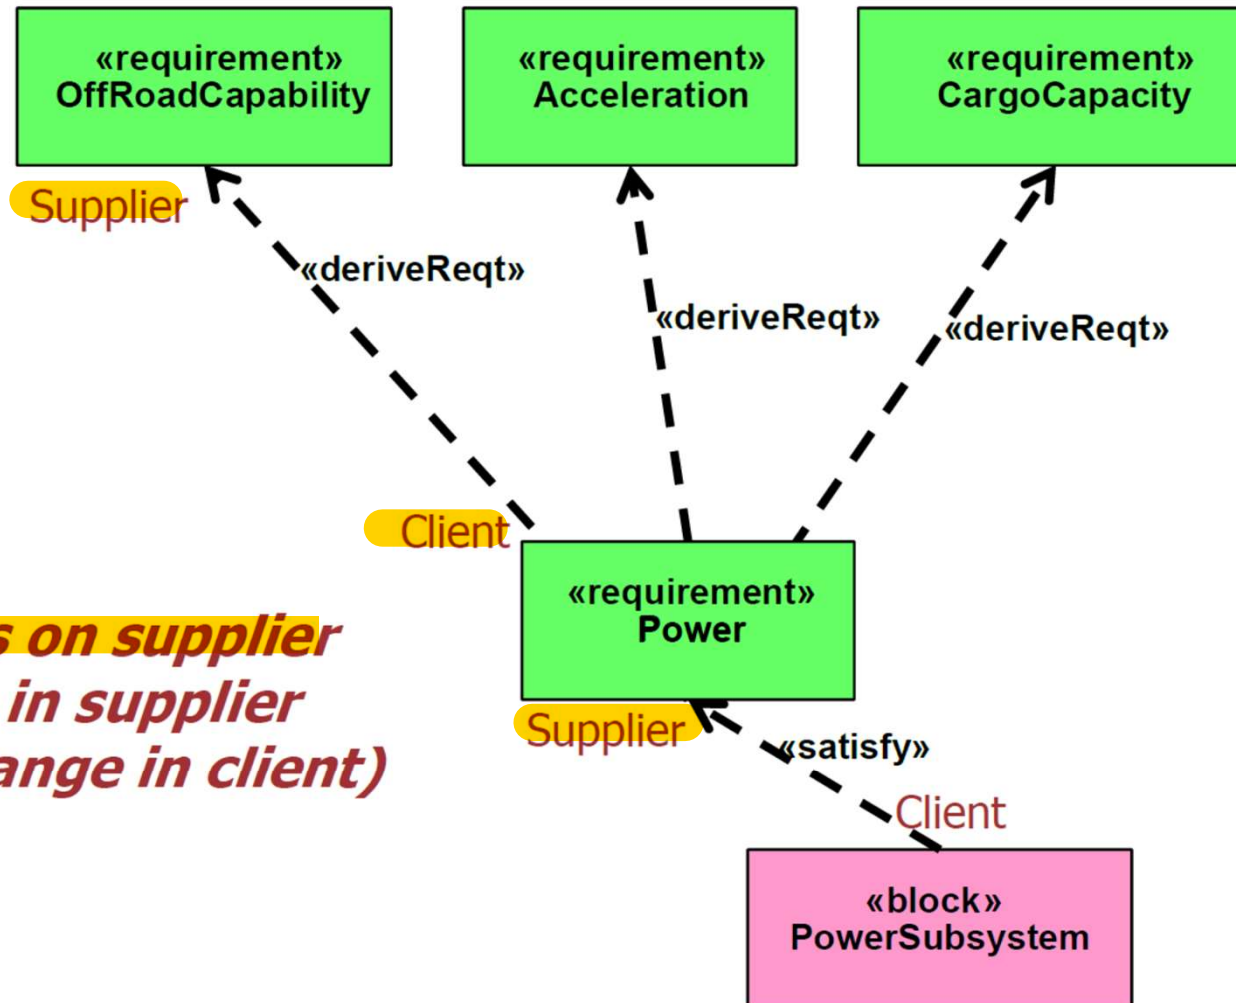 «requirement»
OffRoadCapability
«requirement»
Acceleration
«requirement»
CargoCapacity
Supplier
«deriveReqt»
«deriveReqt»
«deriveReqt»
Client
«requirement»
Power
s on supplier
in supplier
ange in client)
Supplier
«satisfy»
Client
«block»
PowerSubsystem